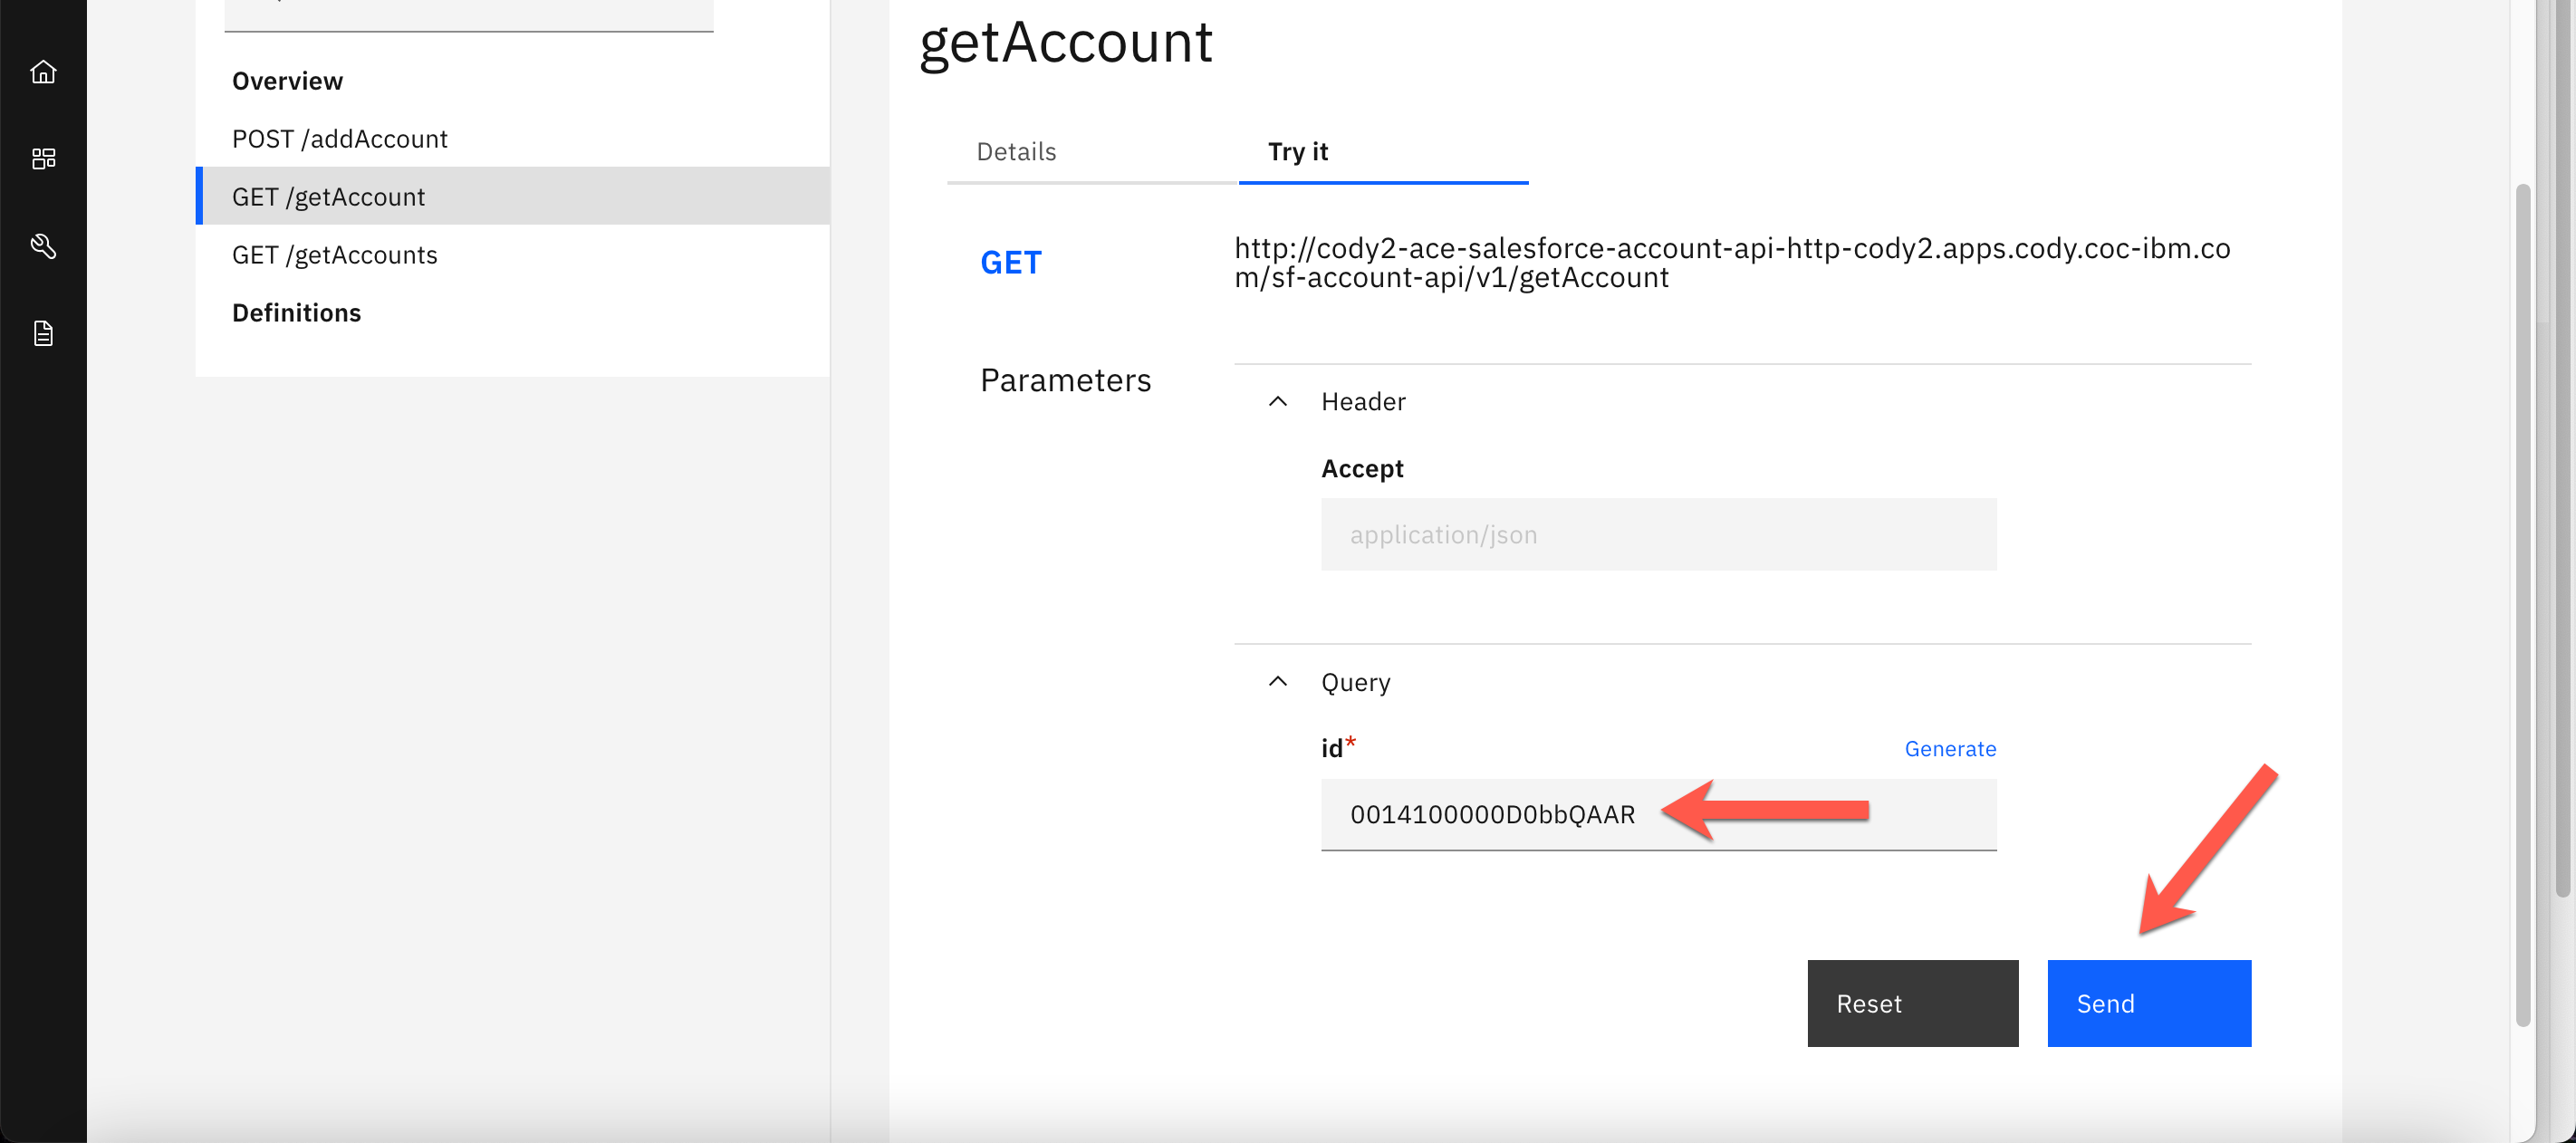 Overview
POST /addAccount
GET /getAccount
GET /getAccounts
Definitions
getAccount
Details
Try it
GET
http://cody2-ace-salesforce-account-api-http-cody2.apps.cody.coc-ibm.co
m/sf-account-api/v1/getAccount
Parameters
Header
Accept
application/json
Query
id*
Generate
0014100000D0bbQAAR
Reset
Send